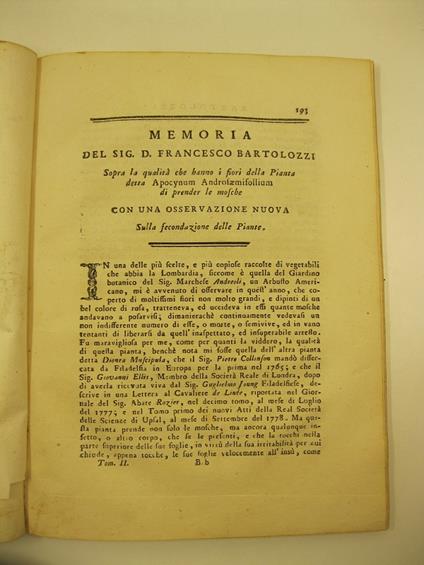 193
MEMORIA
DEL SIG. D. FRANCESCO BARTOLOZZI
Sopra la qualità che hanno i fiori della Pianta
detta Apocynum Androsæmifollium
di prender le mosche
CON UNA OSSERVAZIONE NUOVA
Sulla fecondazione delle Piante.
IN una delle più scelte, e più copiose raccolte di vegetabili
che abbia la Lombardia, siccome è quella del Giardino
botanico del Sig. Marchese Andreoli, un Arbusto Ameri-
cano, mi è avvenuto di osservare in quest' anno, che co-
perto di moltissimi fiori non molto grandi, e dipinti di un
bel colore di rosa, tratteneva, ed uccideva in essi quante mosche
andavano a posarvisi; dimanierachè continuamente vedevasi un
non indifferente numero di esse, o morte, o semivive, ed in vano
tentanti di liberarsi da quell' inaspettato, ed insuperabile arresto.
Fu maravigliosa per me, come per quanti la viddero, la qualità
di questa pianta, benchè nota mi fosse quella dell' altra pianta
detta Dionea Muscipula, che il Sig. Pietro Collinson mandò disec-
cata da Filadelfia in Europa per la prima nel 1765; e che il
Sig. Giovanni Ellis, Membro della Società Reale di Londra, dopo
di averla ricevuta viva dal Sig. Guglielmo Joung Filadelfiese, de-
scrive in una Lettera al Cavaliere de Linée, riportata nel Gior-
nale del Sig. Abate Rozier, nel decimo tomo, al mese di Luglio
del 1777; e nel Tomo primo dei nuovi Atti della Real Società
delle Scienze di Upsal, al mese di Settembre del 1778. Ma que-
sta pianta prende non solo le mosche, ma ancora qualunque in-
setto, o altro corpo, che se le presenti, e che la tocchi nella
parte superiore delle sue foglie, in virtù della sua irritabilità per cui
chiude, appena tocche, le sue foglie velocemente all' insù, come
Tom. II. B b